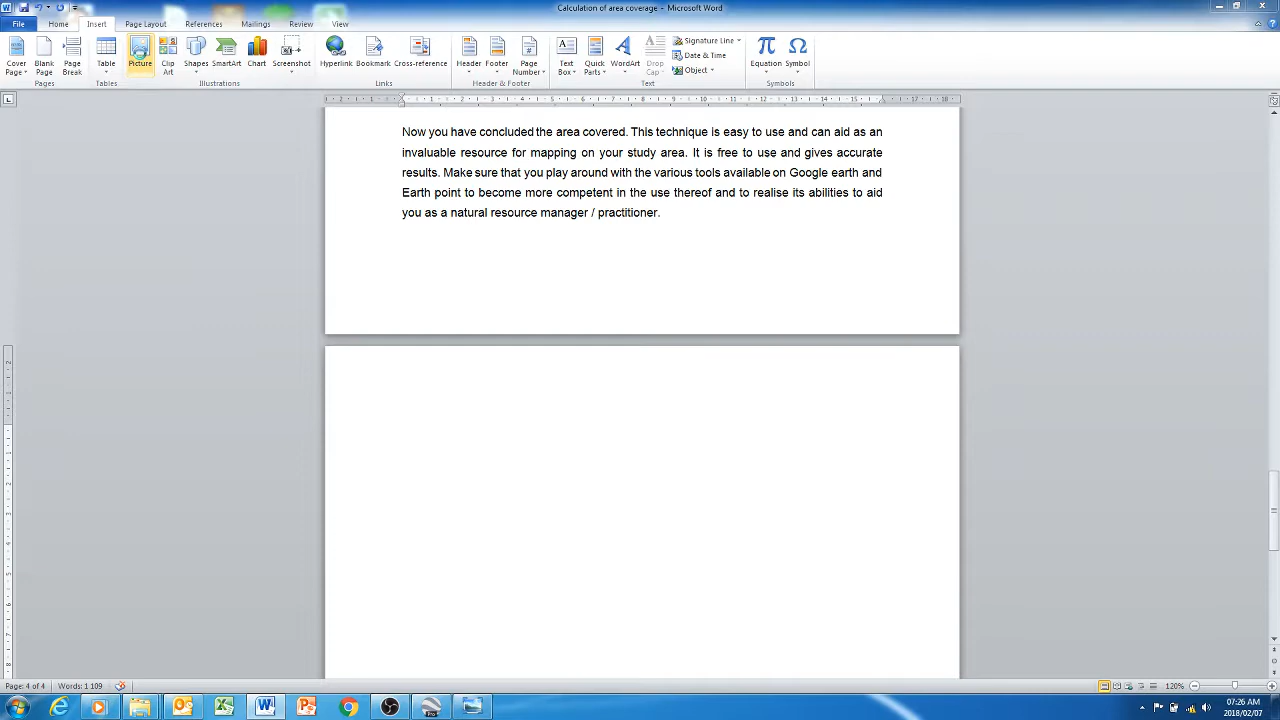 Calculation of area coverage - Microsoft Word
File Home Insert Page Layout References Mailings Review View
Cover Page Blank Page Page Break Table Picture Clip Art Shapes SmartArt Chart Screenshot Hyperlink Bookmark Cross-reference Header Footer Page Number Text Box Quick Parts WordArt Drop Cap Signature Line Date & Time Object Equation Symbol
Pages Tables Illustrations Links Header & Footer Text Symbols
Now you have concluded the area covered. This technique is easy to use and can aid as an
invaluable resource for mapping on your study area. It is free to use and gives accurate
results. Make sure that you play around with the various tools available on Google earth and
Earth point to become more competent in the use thereof and to realise its abilities to aid
you as a natural resource manager / practitioner.
Page: 4 of 4 Words: 1 109 120%
07:26 AM
2018/02/07